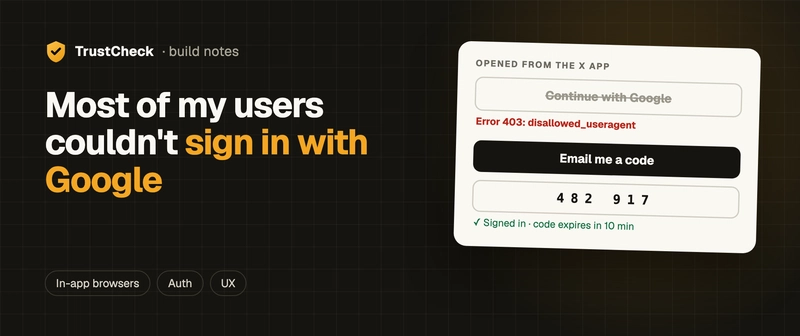 TrustCheck · build notes
Most of my users
couldn't sign in with
Google
In-app browsers
Auth
UX
OPENED FROM THE X APP
Continue with Google
Error 403: disallowed_useragent
Email me a code
482 917
✓ Signed in · code expires in 10 min